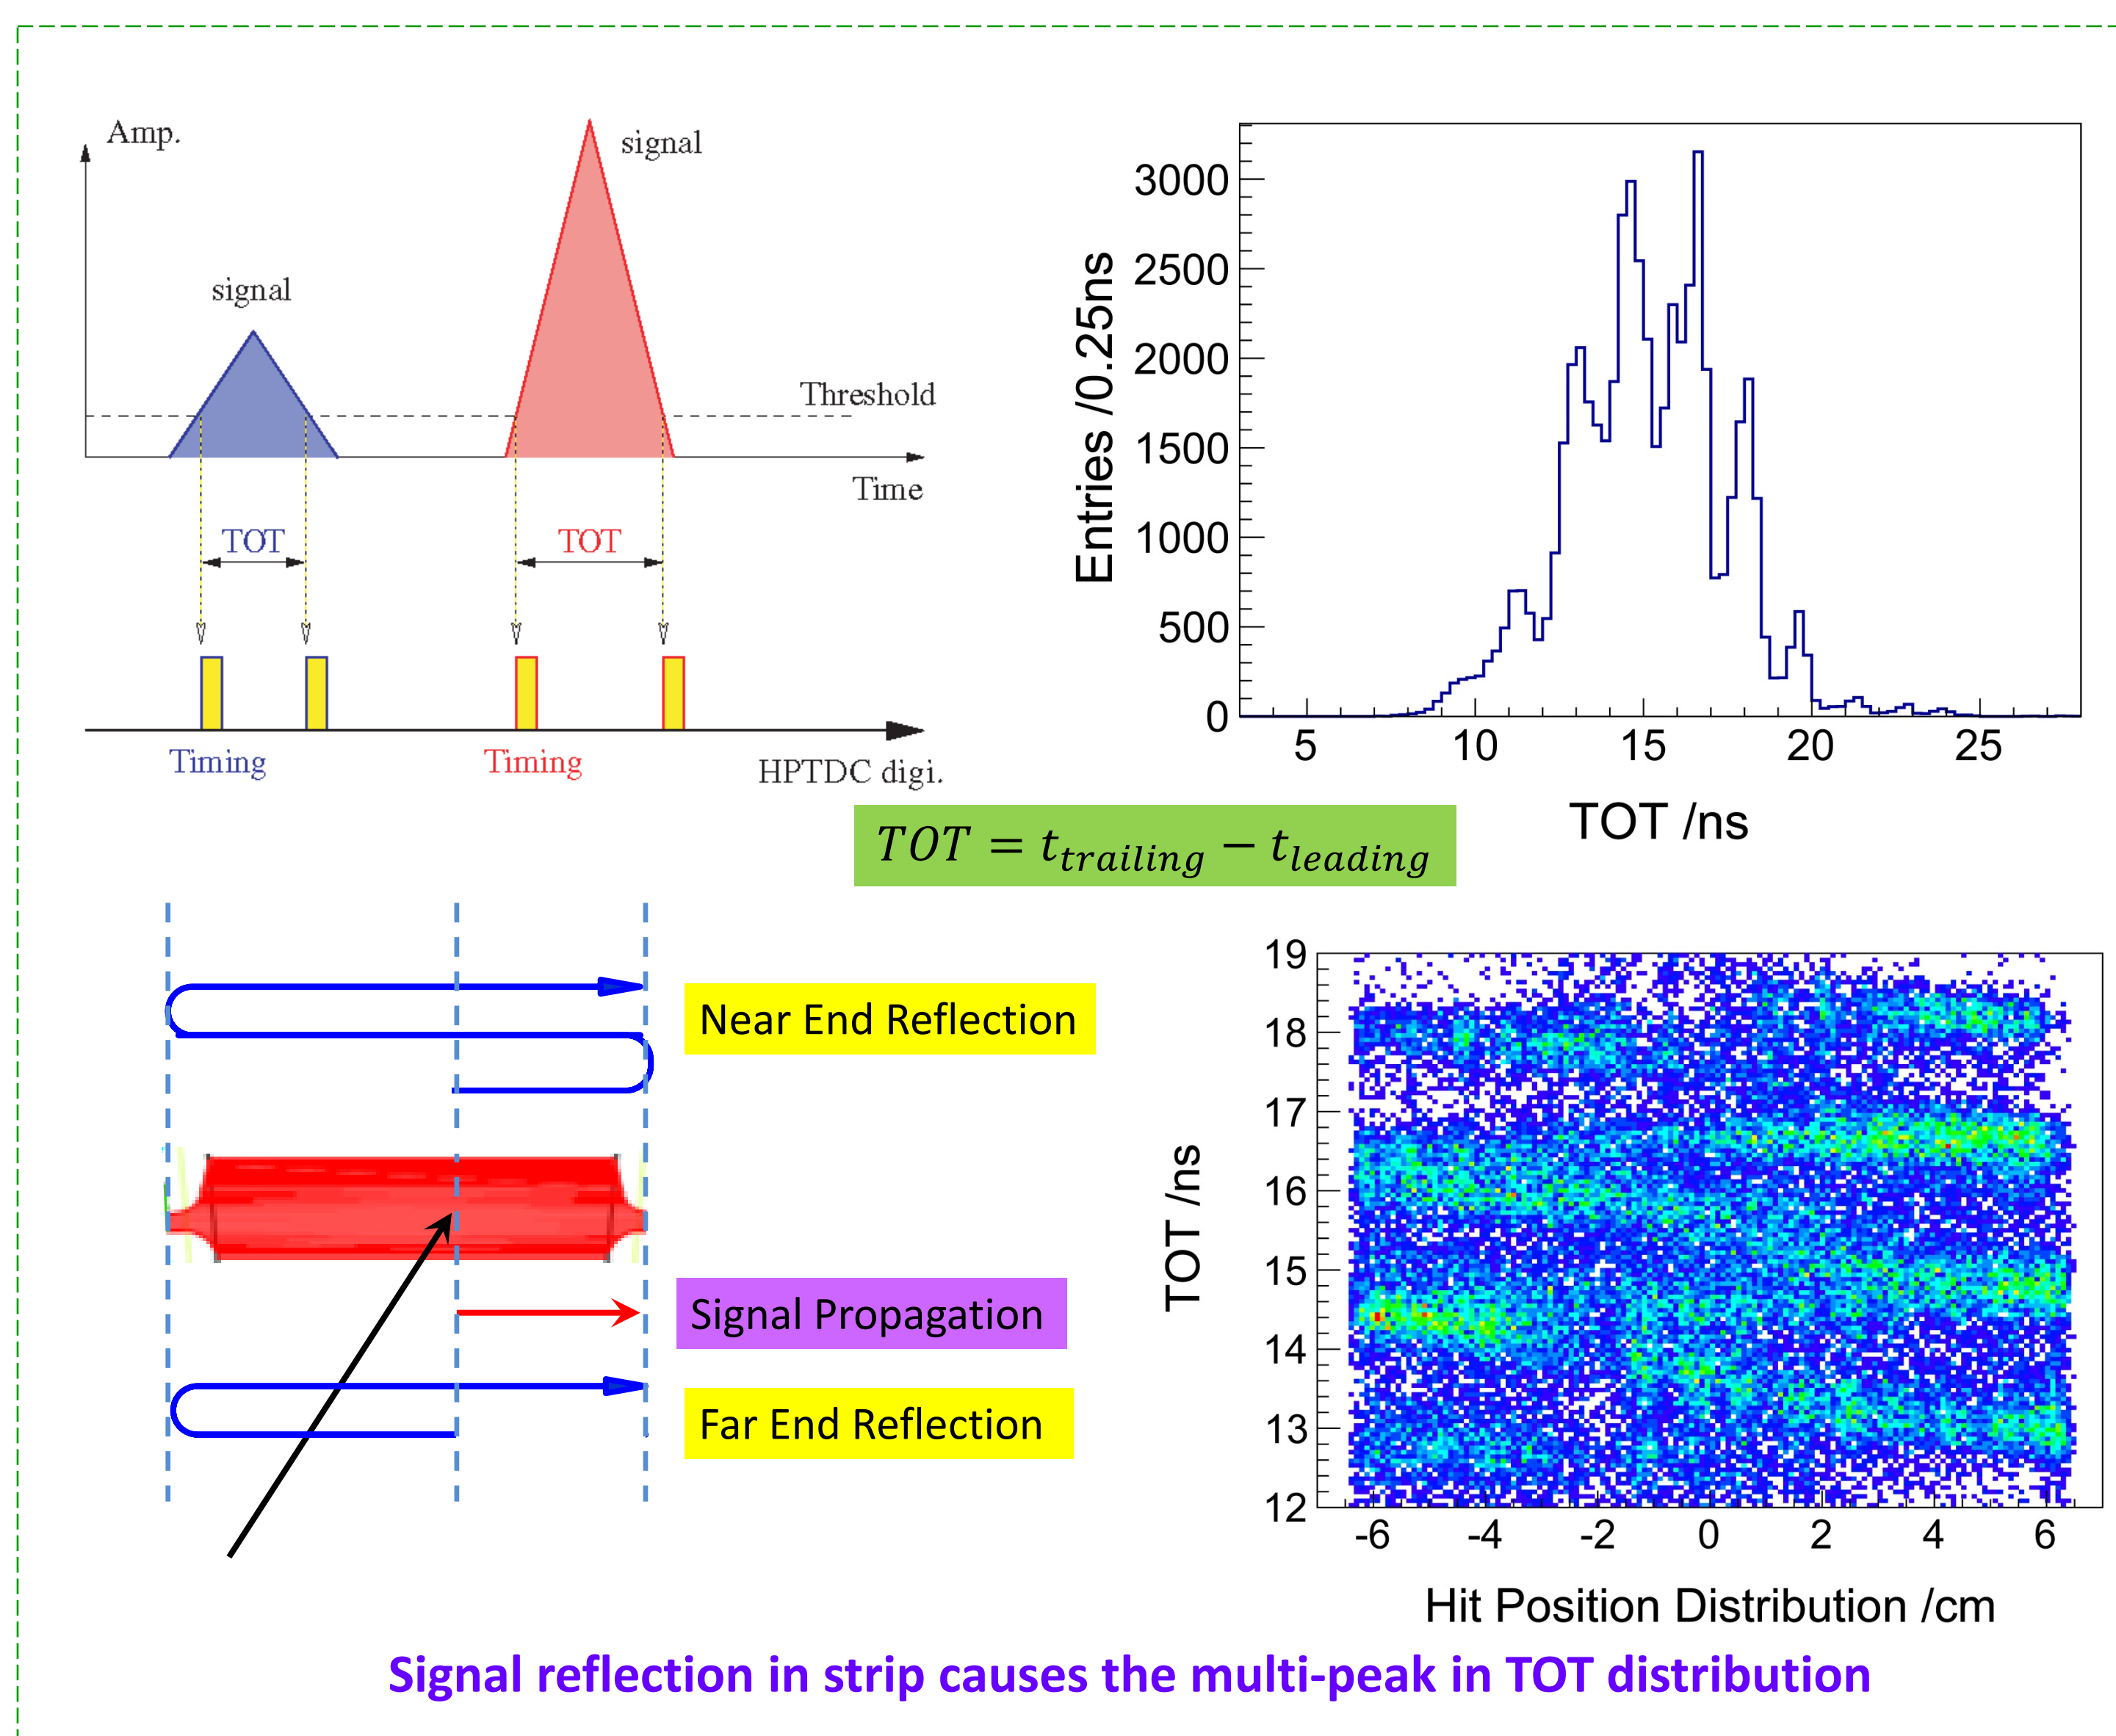 Amp.
signal
signal
Threshold
Time
TOT
TOT
Timing
Timing
HPTDC digi.
Entries /0.25ns
3000
2500
2000
1500
1000
500
0
5 10 15 20 25
TOT /ns
TOT = t_trailing − t_leading
Near End Reflection
Signal Propagation
Far End Reflection
TOT /ns
19
18
17
16
15
14
13
12
-6 -4 -2 0 2 4 6
Hit Position Distribution /cm
Signal reflection in strip causes the multi-peak in TOT distribution